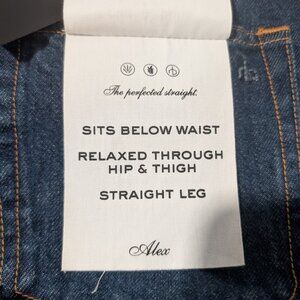 The perfected straight.
SITS BELOW WAIST
RELAXED THROUGH
HIP & THIGH
STRAIGHT LEG
Alex